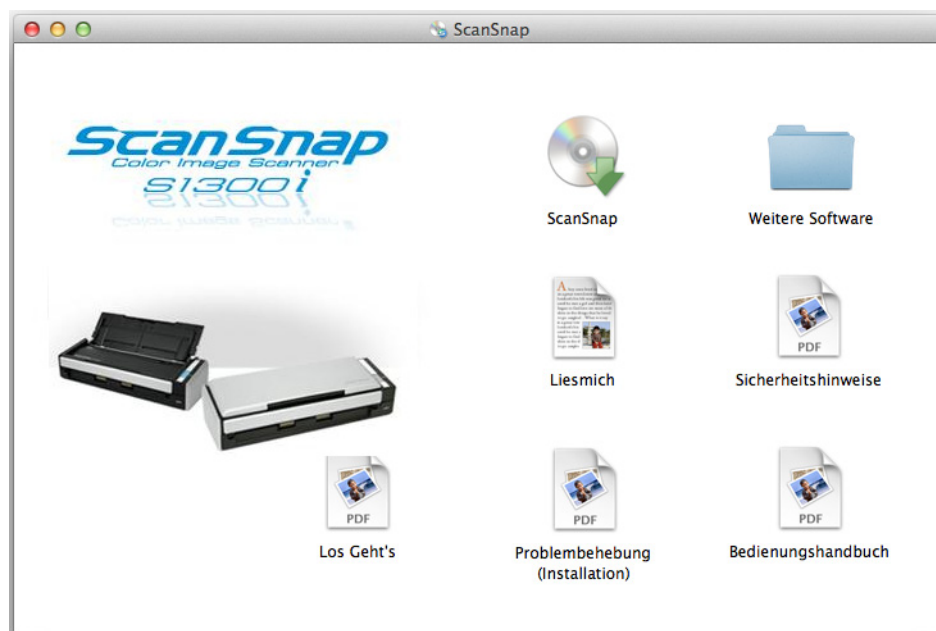 ScanSnap
ScanSnap
Color Image Scanner
S1300i
ScanSnap
Weitere Software
Liesmich
PDF
Sicherheitshinweise
PDF
Los Geht's
PDF
Problembehebung
(Installation)
PDF
Bedienungshandbuch